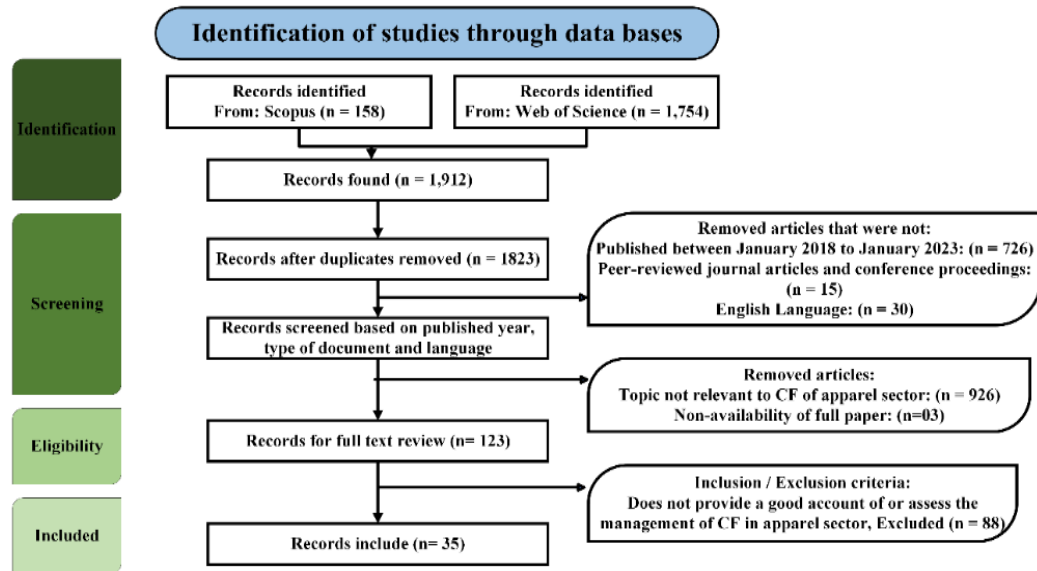 Identification of studies through data bases
Identification
Records identified
From: Scopus (n = 158)
Records identified
From: Web of Science (n = 1,754)
Records found (n = 1,912)
Screening
Records after duplicates removed (n = 1823)
Removed articles that were not:
Published between January 2018 to January 2023: (n = 726)
Peer-reviewed journal articles and conference proceedings:
(n = 15)
English Language: (n = 30)
Records screened based on published year,
type of document and language
Removed articles:
Topic not relevant to CF of apparel sector: (n = 926)
Non-availability of full paper: (n=03)
Eligibility
Records for full text review (n= 123)
Inclusion / Exclusion criteria:
Does not provide a good account of or assess the
management of CF in apparel sector, Excluded (n = 88)
Included
Records include (n= 35)